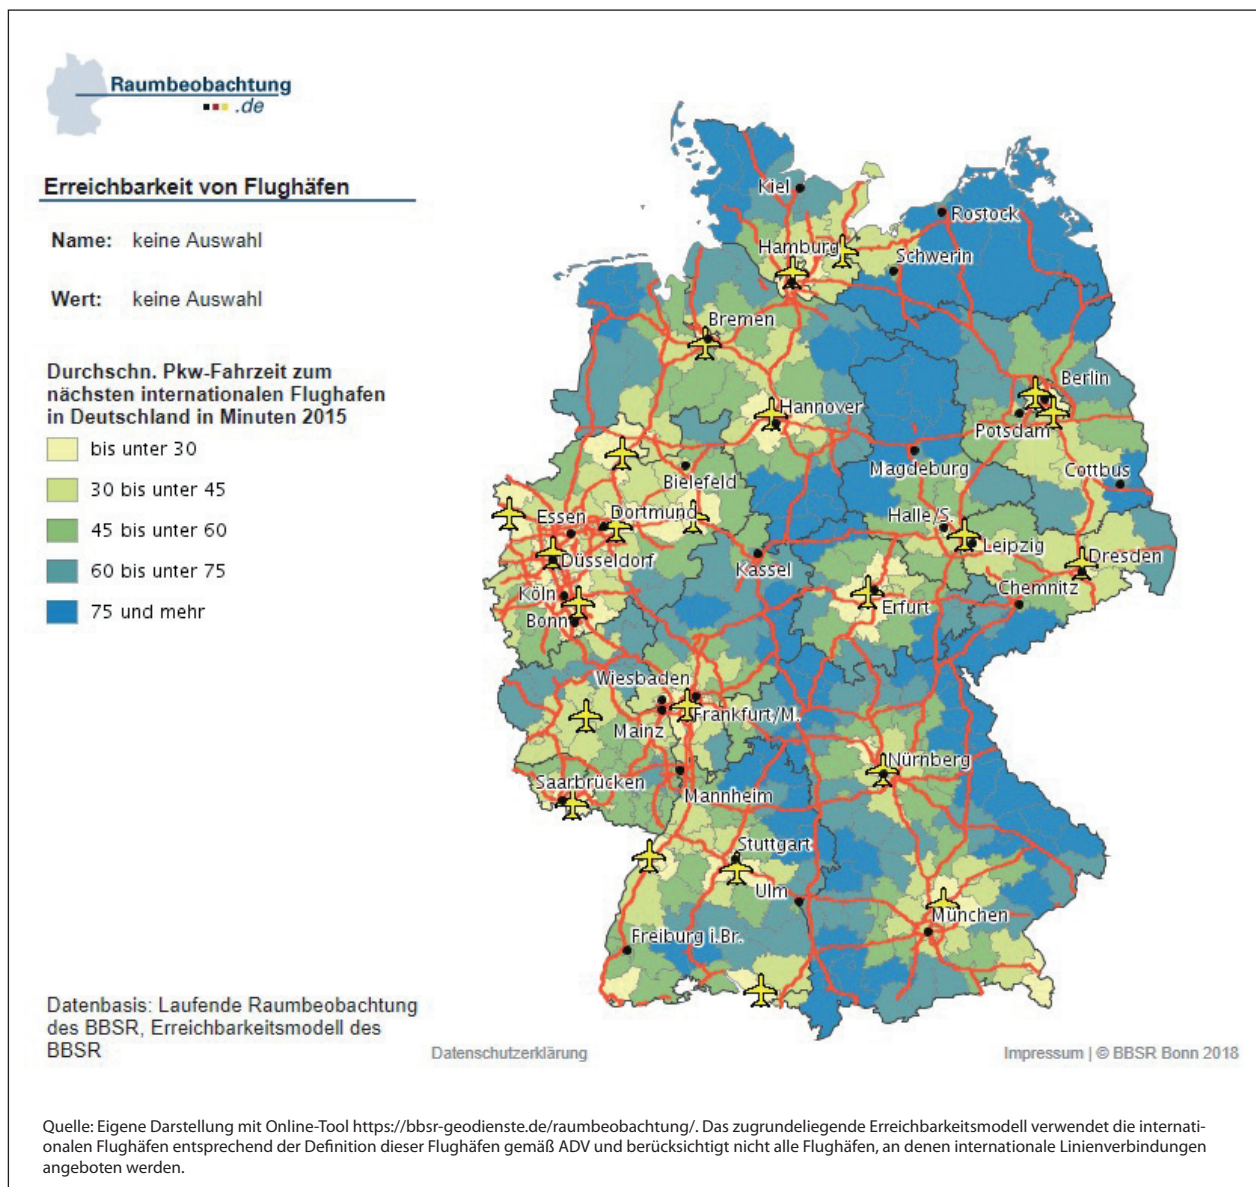 Raumbeobachtung
.de
Erreichbarkeit von Flughäfen
Name: keine Auswahl
Wert: keine Auswahl
Durchschn. Pkw-Fahrzeit zum
nächsten internationalen Flughafen
in Deutschland in Minuten 2015
bis unter 30
30 bis unter 45
45 bis unter 60
60 bis unter 75
75 und mehr
Kiel
Rostock
Hamburg
Schwerin
Bremen
Berlin
Hannover
Potsdam
Magdeburg
Cottbus
Bielefeld
Essen
Dortmund
Halle/S.
Leipzig
Düsseldorf
Kassel
Dresden
Köln
Erfurt
Chemnitz
Bonn
Wiesbaden
Frankfurt/M.
Mainz
Nürnberg
Saarbrücken
Mannheim
Stuttgart
Ulm
München
Freiburg i.Br.
Datenbasis: Laufende Raumbeobachtung
des BBSR, Erreichbarkeitsmodell des
BBSR
Datenschutzerklärung
Impressum | © BBSR Bonn 2018
Quelle: Eigene Darstellung mit Online-Tool https://bbsr-geodienste.de/raumbeobachtung/. Das zugrundeliegende Erreichbarkeitsmodell verwendet die internati-
onalen Flughäfen entsprechend der Definition dieser Flughäfen gemäß ADV und berücksichtigt nicht alle Flughäfen, an denen internationale Linienverbindungen
angeboten werden.